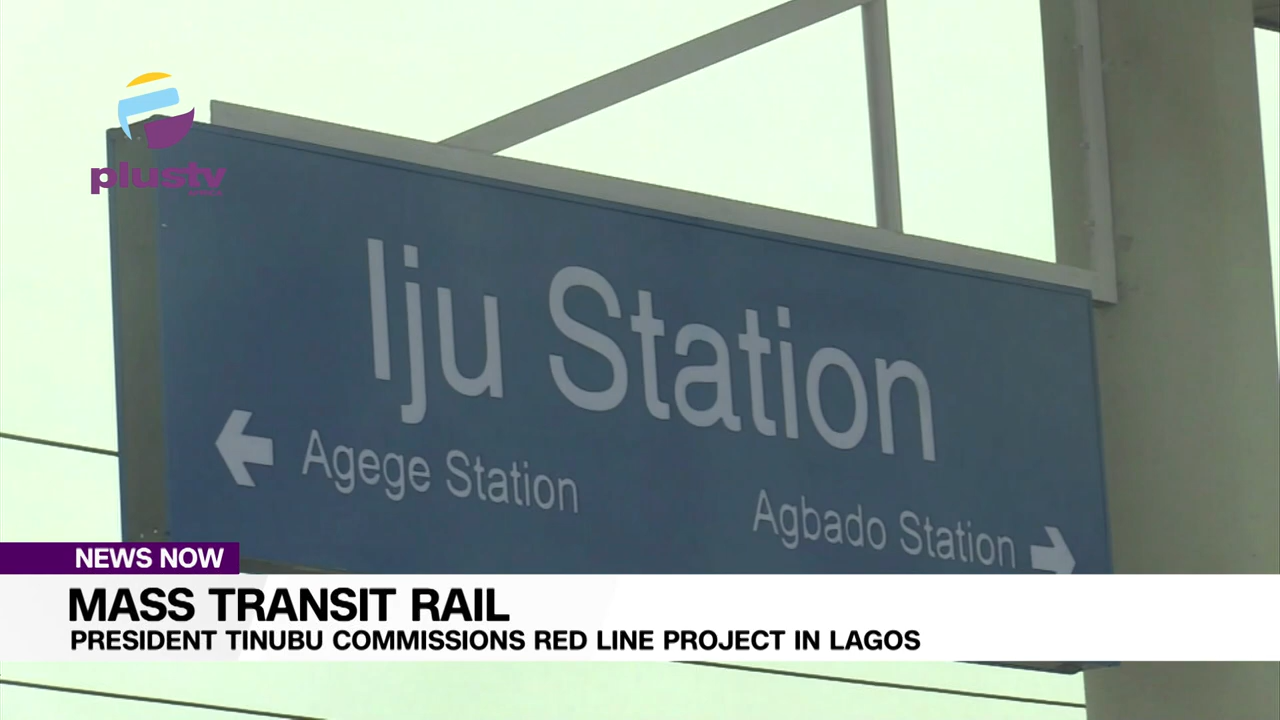 plustv
Iju Station
Agege Station
Agbado Station
NEWS NOW
MASS TRANSIT RAIL
PRESIDENT TINUBU COMMISSIONS RED LINE PROJECT IN LAGOS